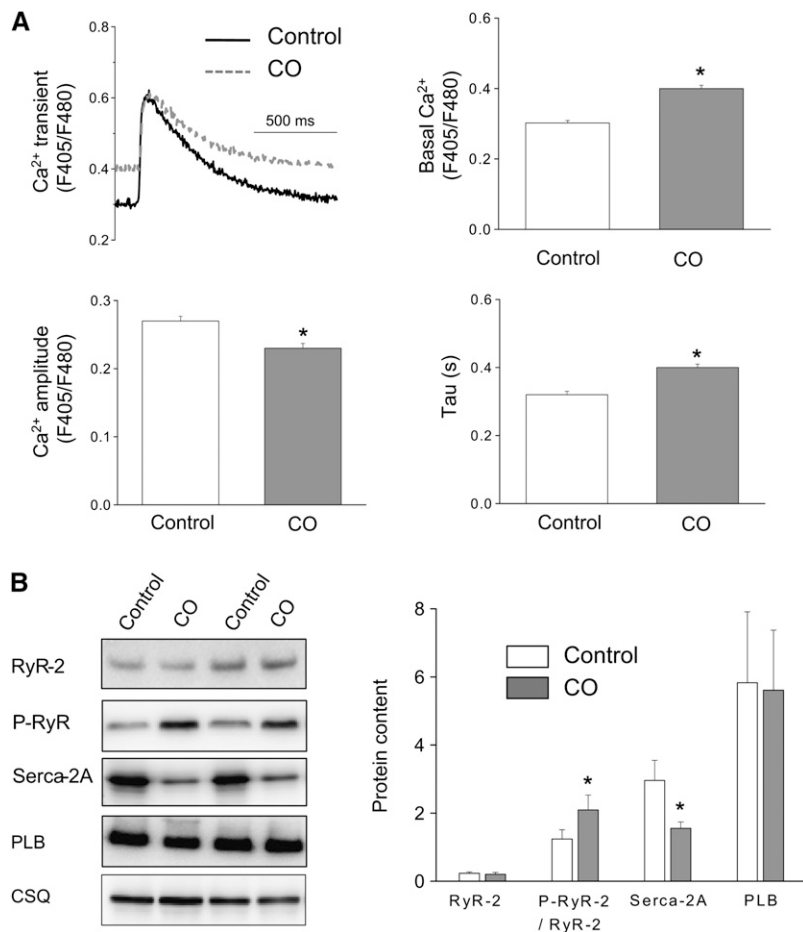 A
Control
CO
500 ms
Ca²⁺ transient
(F405/F480)
0.8
0.6
0.4
0.2
Basal Ca²⁺
(F405/F480)
0.6
0.4
0.2
0.0
*
Control
CO
Ca²⁺ amplitude
(F405/F480)
0.3
0.2
0.1
0.0
*
Control
CO
Tau (s)
0.6
0.4
0.2
0.0
*
Control
CO
B
Control
CO
Control
CO
RyR-2
P-RyR
Serca-2A
PLB
CSQ
Protein content
8
6
4
2
0
Control
CO
*
*
RyR-2
P-RyR-2
/ RyR-2
Serca-2A
PLB